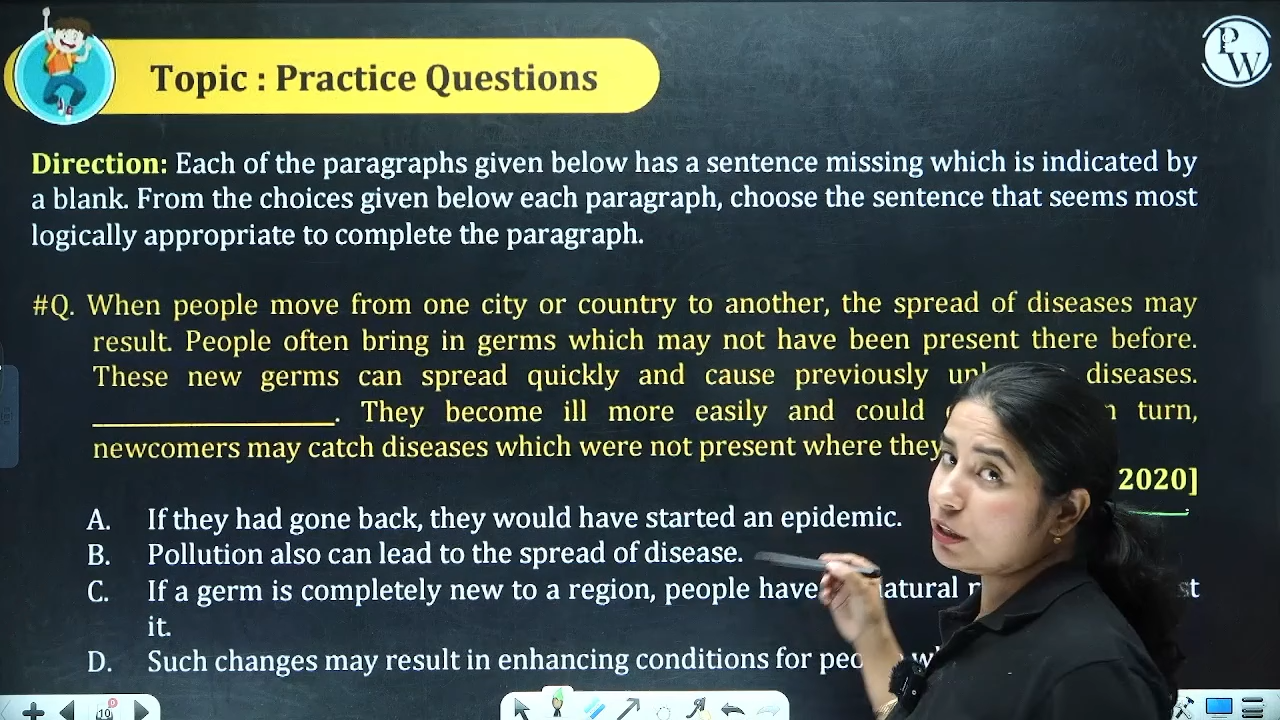 PW
Topic : Practice Questions
Direction: Each of the paragraphs given below has a sentence missing which is indicated by
a blank. From the choices given below each paragraph, choose the sentence that seems most
logically appropriate to complete the paragraph.
#Q. When people move from one city or country to another, the spread of diseases may
result. People often bring in germs which may not have been present there before.
These new germs can spread quickly and cause previously diseases.
______________. They become ill more easily and could turn,
newcomers may catch diseases which were not present where they
2020]
A. If they had gone back, they would have started an epidemic.
B. Pollution also can lead to the spread of disease.
C. If a germ is completely new to a region, people have
it.
D. Such changes may result in enhancing conditions for